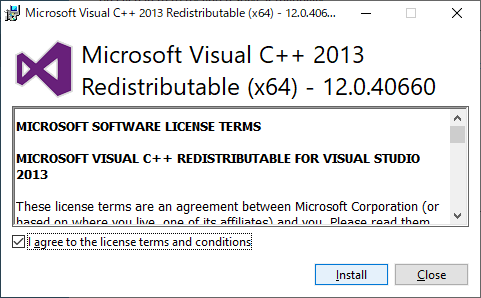 Microsoft Visual C++ 2013 Redistributable (x64) - 12.0.406...
Microsoft Visual C++ 2013
Redistributable (x64) - 12.0.40660
MICROSOFT SOFTWARE LICENSE TERMS
MICROSOFT VISUAL C++ REDISTRIBUTABLE FOR VISUAL STUDIO
2013
These license terms are an agreement between Microsoft Corporation (or
based on where you live, one of its affiliates) and you. Please read them.
I agree to the license terms and conditions
Install
Close